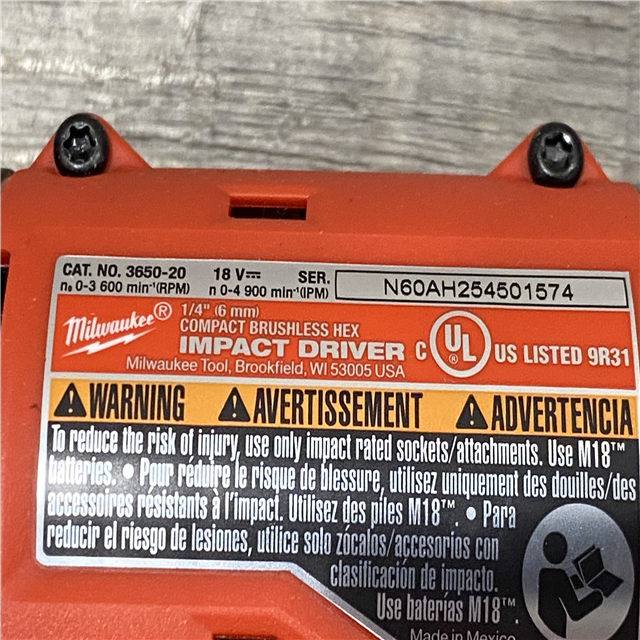 CAT. NO. 3650-20 18 V⎓ SER. N60AH254501574
n₀ 0-3 600 min⁻¹(RPM) n 0-4 900 min⁻¹(IPM)
Milwaukee®
1/4" (6 mm)
COMPACT BRUSHLESS HEX
IMPACT DRIVER
Milwaukee Tool, Brookfield, WI 53005 USA
C UL ® US LISTED 9R31
WARNING AVERTISSEMENT ADVERTENCIA
To reduce the risk of injury, use only impact rated sockets/attachments. Use M18™
batteries. • Pour réduire le risque de blessure, utilisez uniquement des douilles/des
accessoires résistants à l'impact. Utilisez des piles M18™. • Para
reducir el riesgo de lesiones, utilice solo zócalos/accesorios con
clasificación de impacto.
Use baterías M18™.
Made in Mexico